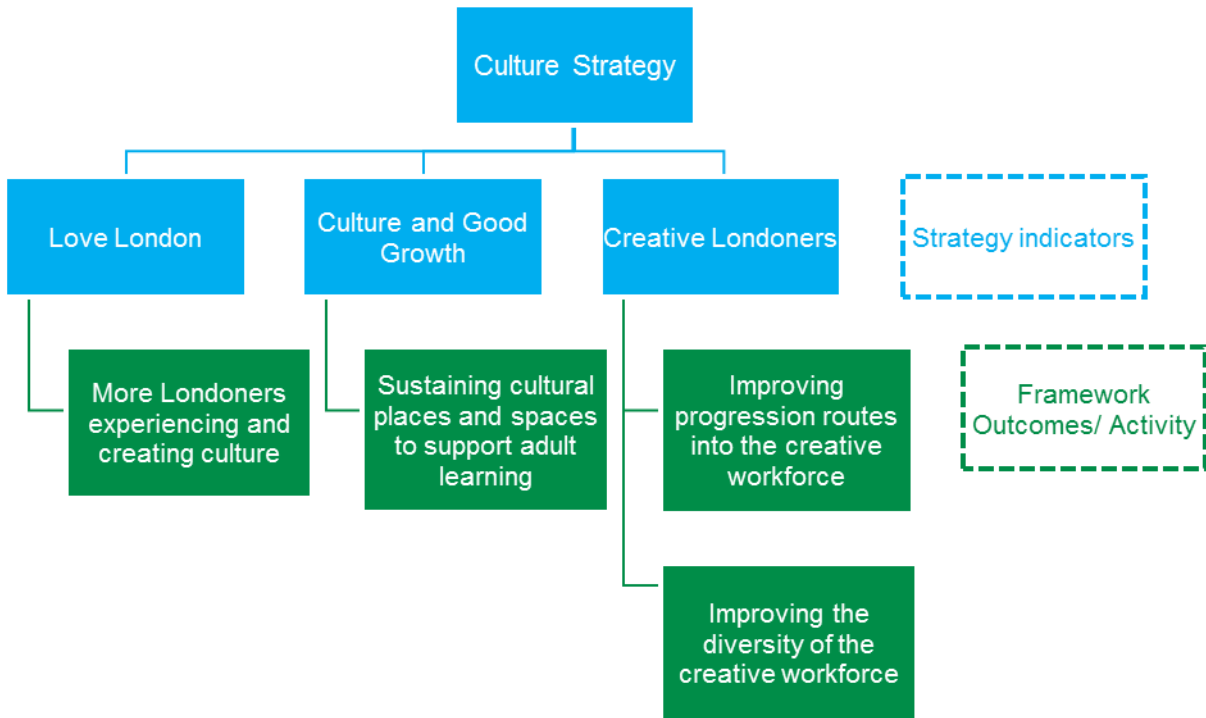 Culture Strategy
Love London
Culture and Good
Growth
Creative Londoners
Strategy indicators
More Londoners
experiencing and
creating culture
Sustaining cultural
places and spaces
to support adult
learning
Improving
progression routes
into the creative
workforce
Framework
Outcomes/ Activity
Improving the
diversity of the
creative workforce